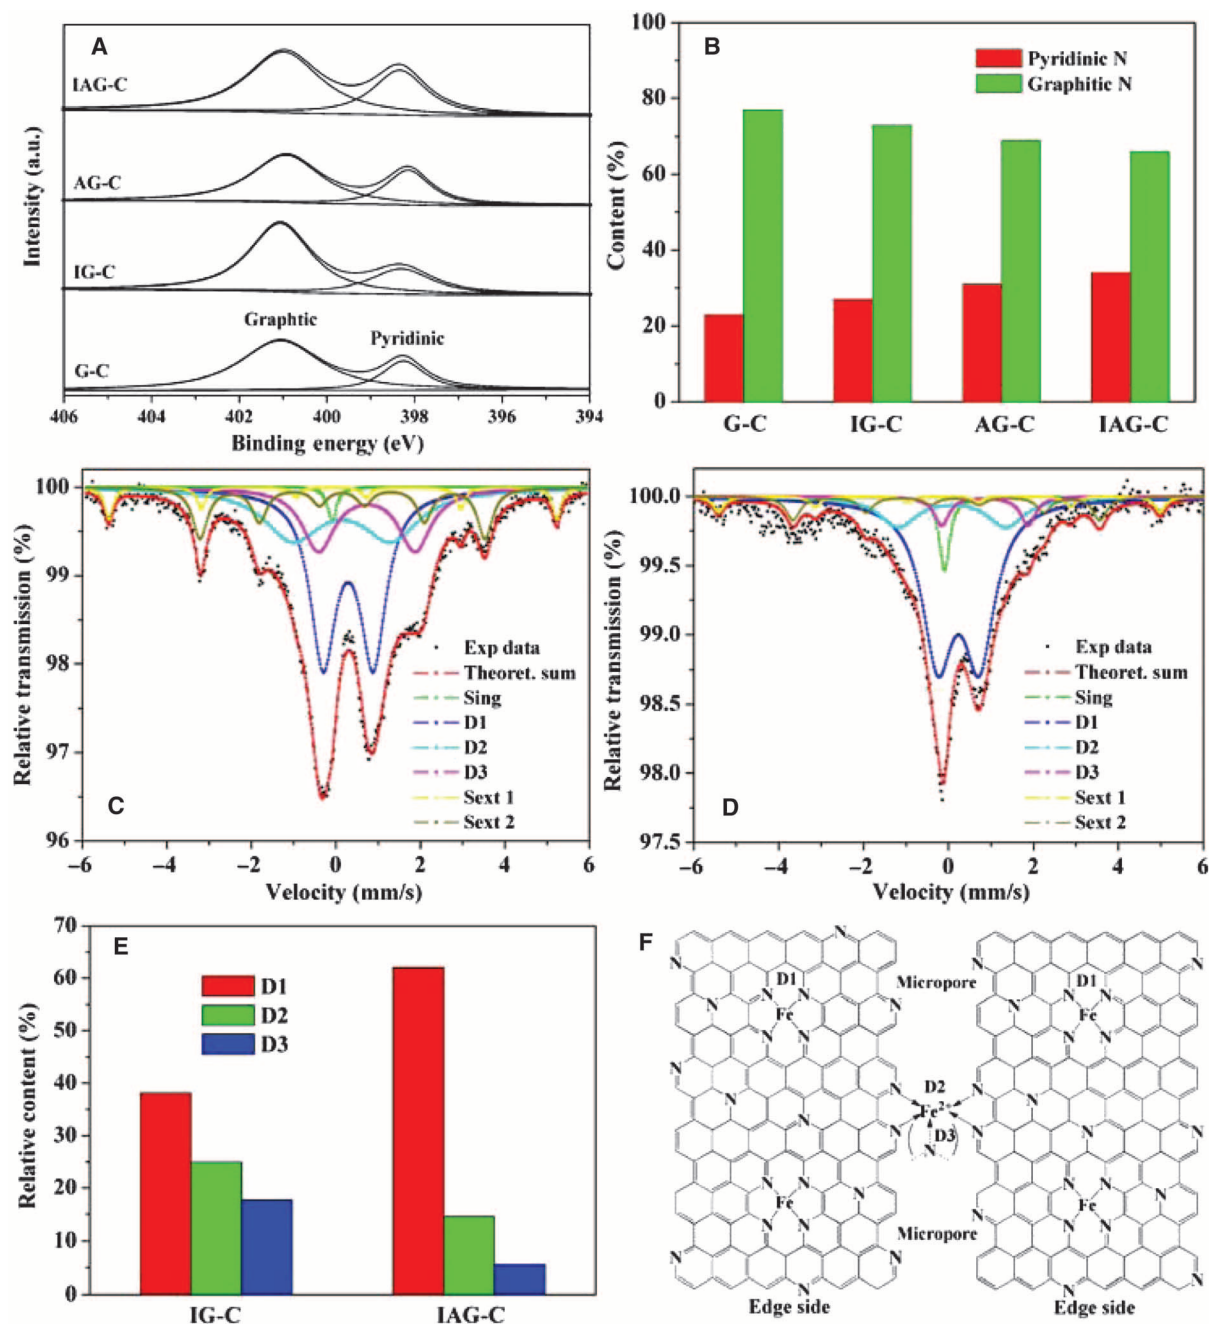 A
IAG-C
AG-C
IG-C
Graphtic
Pyridinic
G-C
Intensity (a.u.)
406 404 402 400 398 396 394
Binding energy (eV)
B
Pyridinic N
Graphitic N
100
80
60
40
20
0
Content (%)
G-C IG-C AG-C IAG-C
100
99
98
97
96
Relative transmission (%)
Exp data
Theoret. sum
Sing
D1
D2
D3
Sext 1
Sext 2
C
−6 −4 −2 0 2 4 6
Velocity (mm/s)
100.0
99.5
99.0
98.5
98.0
97.5
Relative transmission (%)
Exp data
Theoret. sum
Sing
D1
D2
D3
Sext 1
Sext 2
D
−6 −4 −2 0 2 4 6
Velocity (mm/s)
70
60
50
40
30
20
10
0
Relative content (%)
E
D1
D2
D3
IG-C IAG-C
F
N
N N
D1 Micropore D1
N N N N N N N
Fe Fe
N N N N
N
N D2 N
N Fe2+ N
N N D3 N N N
N
N N N N N N
Fe Fe
N N N N N
N Micropore
N N N
N N
Edge side Edge side